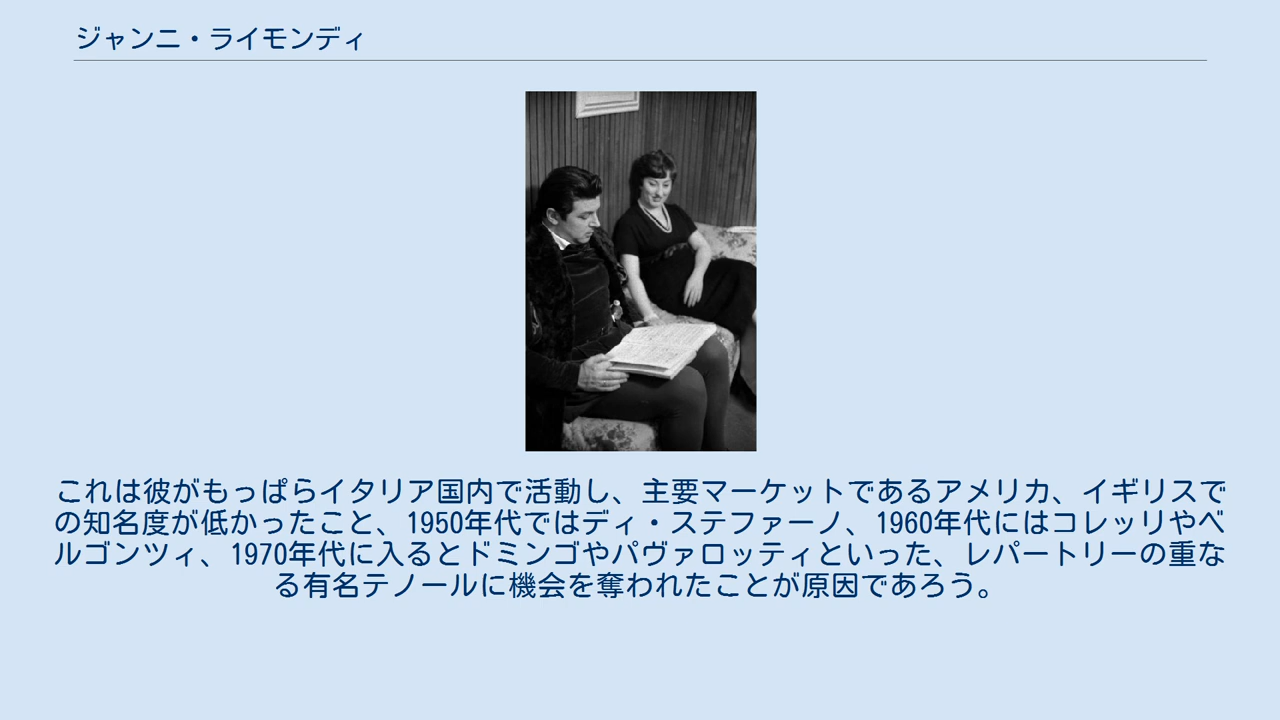 ジャンニ・ライモンディ
これは彼がもっぱらイタリア国内で活動し、主要マーケットであるアメリカ、イギリスで
の知名度が低かったこと、1950年代ではディ・ステファーノ、1960年代にはコレッリやベ
ルゴンツィ、1970年代に入るとドミンゴやパヴァロッティといった、レパートリーの重な
る有名テノールに機会を奪われたことが原因であろう。